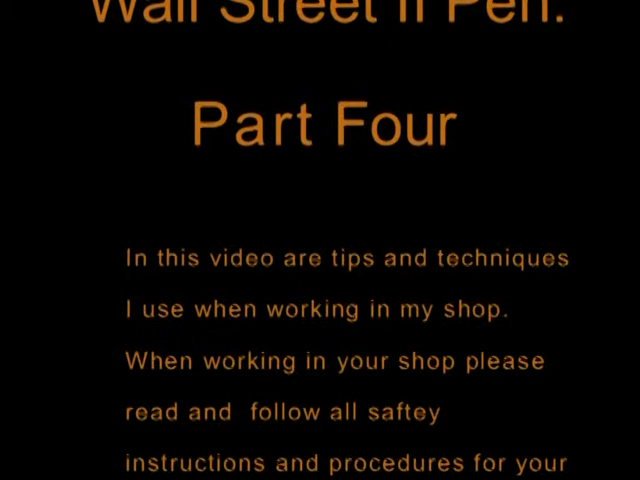 Wall Street II Pen.
Part Four
In this video are tips and techniques
I use when working in my shop.
When working in your shop please
read and follow all saftey
instructions and procedures for your